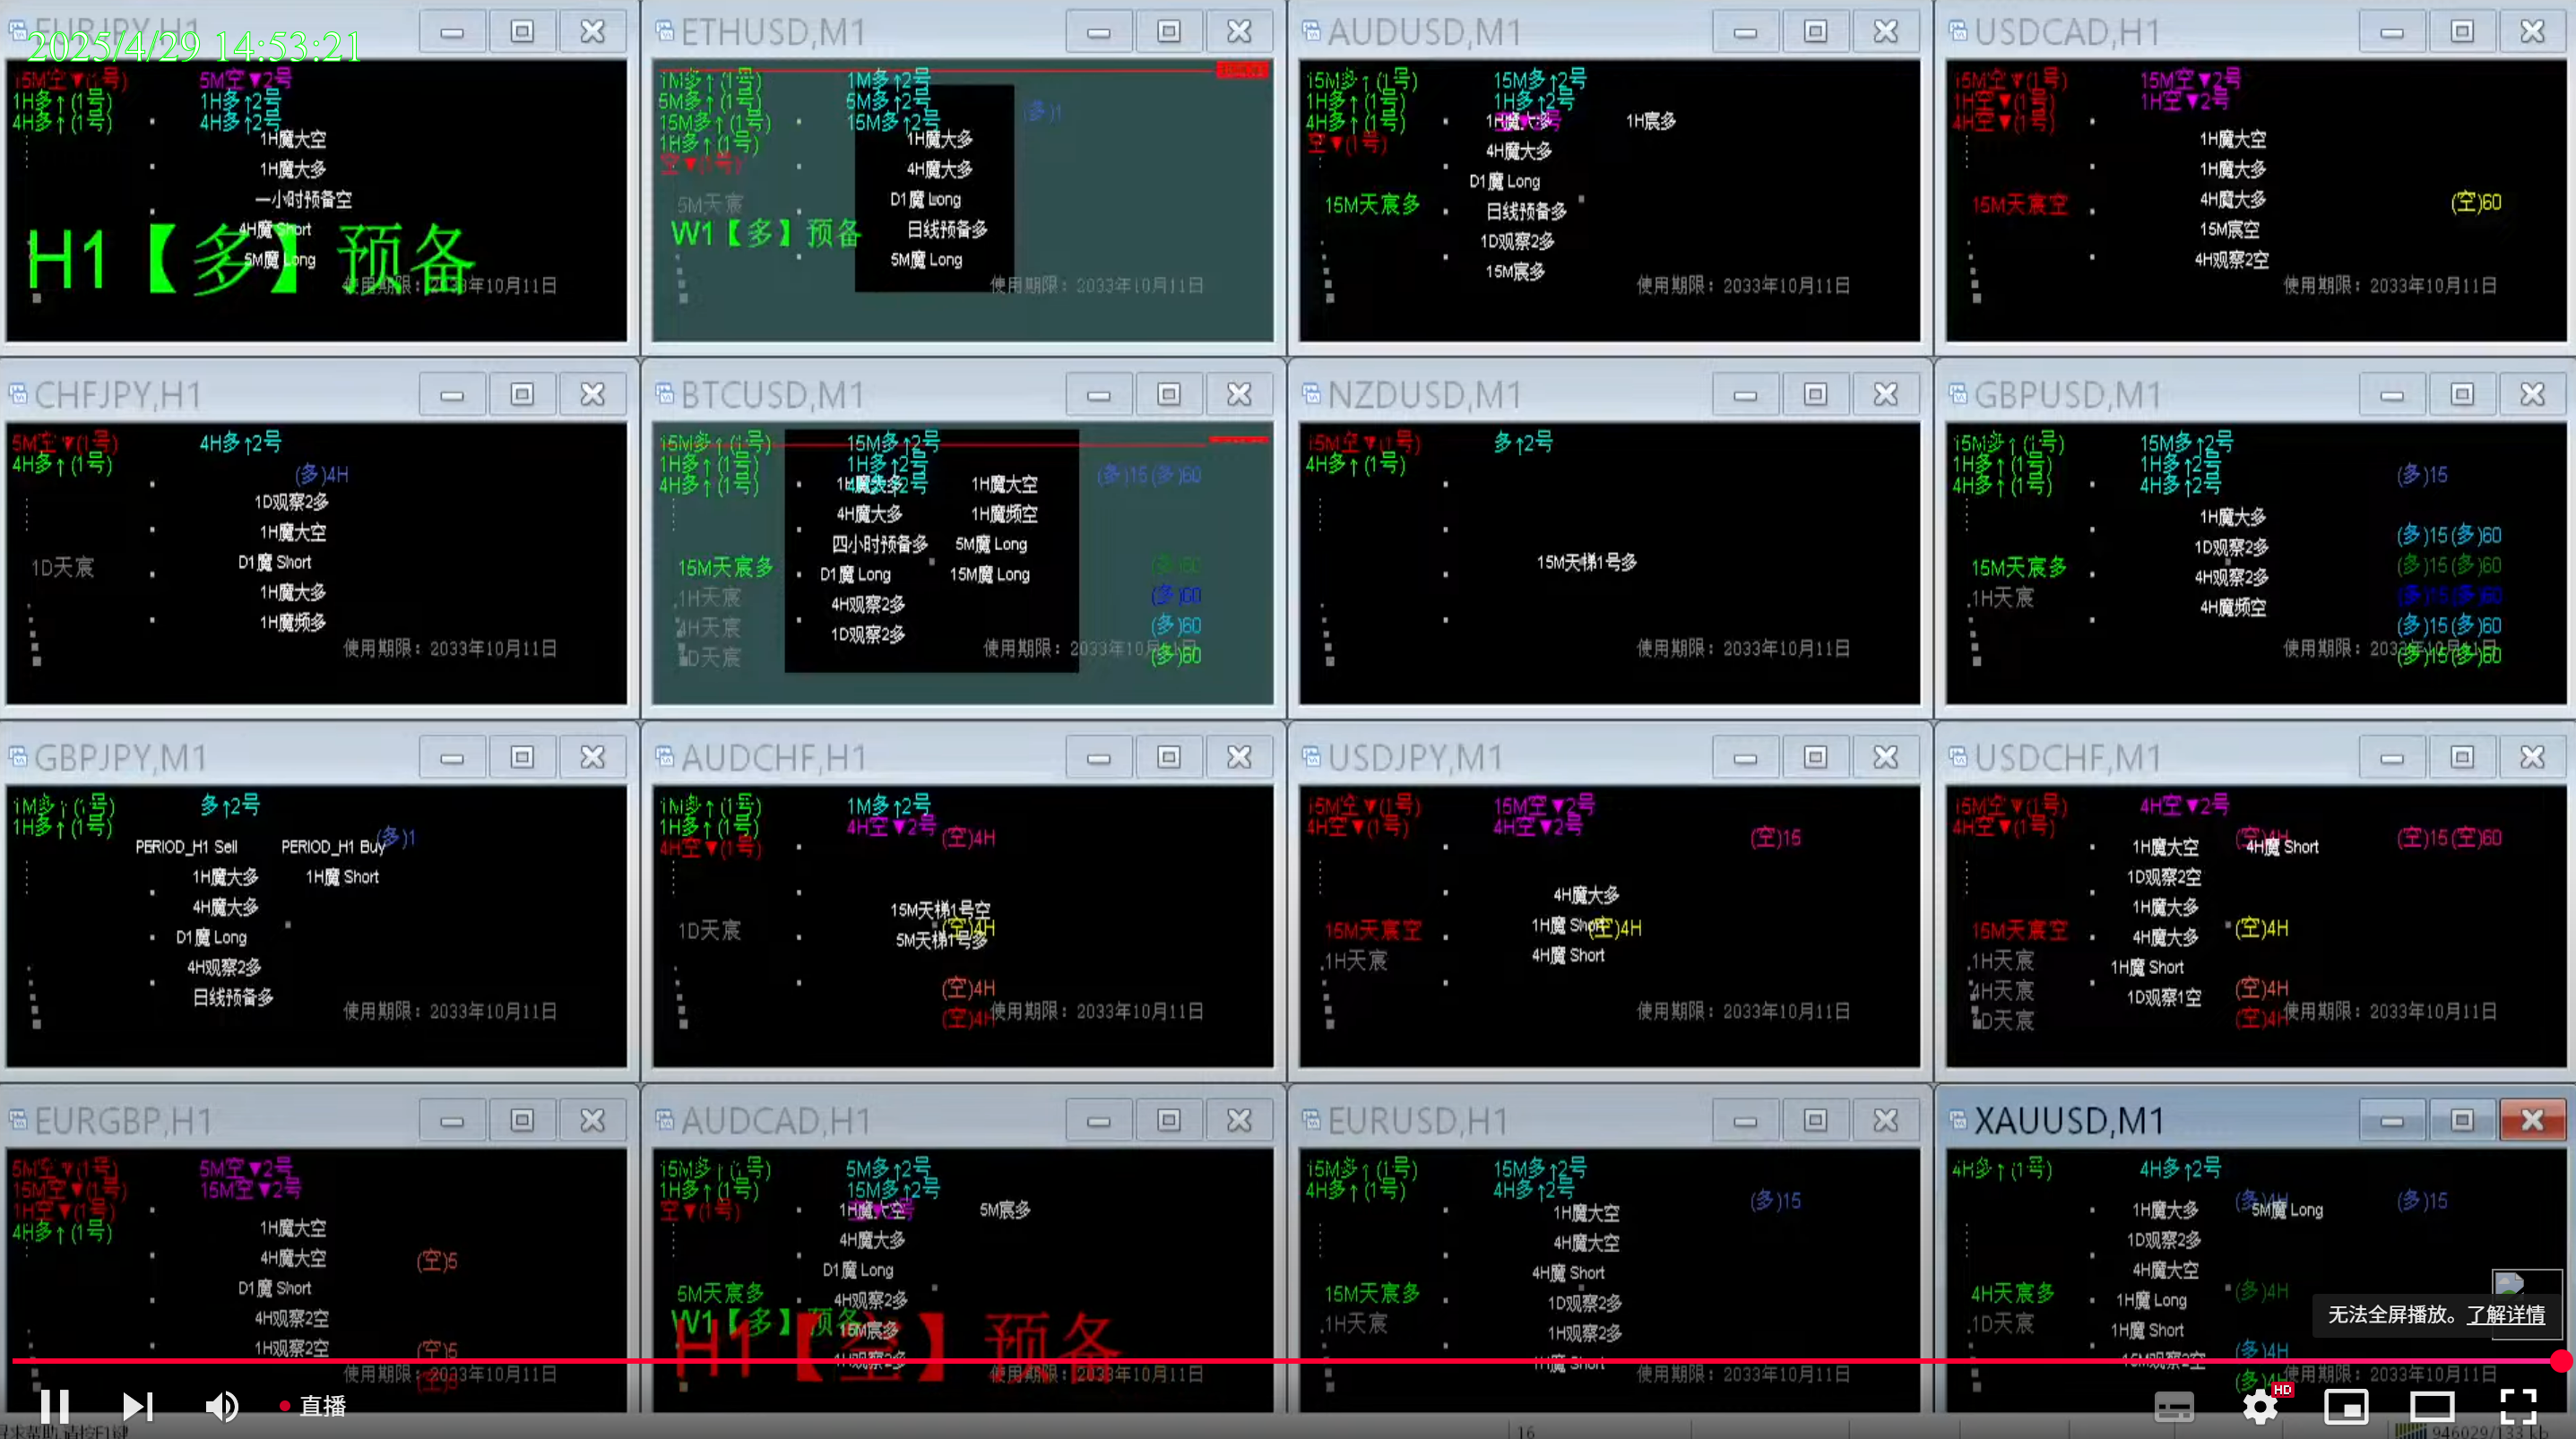 EURJPY,H1
2025/4/29 14:53:21
15M空▼(1号) 5M空▼2号
1H多↑(1号) 1H多↑2号
4H多↑(1号) 4H多↑2号
1H魔大空
1H魔大多
一小时预备空
4H魔 Short
H1【多】预备
5M魔 Long
使用期限：2033年10月11日
ETHUSD,M1
1M多↑(1号) 1M多↑2号
5M多↑(1号) 5M多↑2号
(多)1
15M多↑(1号) 15M多↑2号
1H多↑(1号) 1H魔大多
空▼(1号)
4H魔大多
5M天宸 D1魔 Long
W1【多】预备 日线预备多
5M魔 Long
使用期限：2033年10月11日
AUDUSD,M1
15M多↑(1号) 15M多↑2号
1H多↑(1号) 1H多↑2号
4H多↑(1号) 1H魔大多 1H宸多
空▼(1号)
4H魔大多
D1魔 Long
15M天宸多 日线预备多
1D观察2多
15M宸多
使用期限：2033年10月11日
USDCAD,H1
15M空▼(1号) 15M空▼2号
1H空▼(1号) 1H空▼2号
4H空▼(1号)
1H魔大空
1H魔大多
15M天宸空 4H魔大多 (空)60
15M宸空
4H观察2空
使用期限：2033年10月11日
CHFJPY,H1
5M空▼(1号) 4H多↑2号
4H多↑(1号)
(多)4H
1D观察2多
1H魔大空
1D天宸 D1魔 Short
1H魔大多
1H魔频多
使用期限：2033年10月11日
BTCUSD,M1
15M多↑(1号) 15M多↑2号
1H多↑(1号) 1H多↑2号
(多)15 (多)60
4H多↑(1号) 4H多↑2号 1H魔大空
4H魔大多 1H魔频空
四小时预备多 5M魔 Long
15M天宸多 D1魔 Long 15M魔 Long (多)60
1H天宸 4H观察2多 (多)60
4H天宸 1D观察2多 (多)60
D天宸 (多)60
使用期限：2033年10月11日
NZDUSD,M1
15M空▼(1号) 多↑2号
4H多↑(1号)
15M天梯1号多
使用期限：2033年10月11日
GBPUSD,M1
15M多↑(1号) 15M多↑2号
1H多↑(1号) 1H多↑2号
4H多↑(1号) 4H多↑2号 (多)15
1H魔大多
1D观察2多 (多)15 (多)60
15M天宸多 4H观察2多 (多)15 (多)60
1H天宸 4H魔频空 (多)15 (多)60
(多)15 (多)60
使用期限：2033年10月11日
(多)15 (多)60
GBPJPY,M1
1M多↑(1号) 多↑2号
1H多↑(1号)
PERIOD_H1 Sell PERIOD_H1 Buy (多)1
1H魔大多 1H魔 Short
4H魔大多
D1魔 Long
4H观察2多
日线预备多
使用期限：2033年10月11日
AUDCHF,H1
1M多↑(1号) 1M多↑2号
1H多↑(1号) 4H空▼2号 (空)4H
4H空▼(1号)
15M天梯1号空
1D天宸 (空)4H
5M天梯1号多
(空)4H
(空)4H
使用期限：2033年10月11日
USDJPY,M1
15M空▼(1号) 15M空▼2号
4H空▼(1号) 4H空▼2号 (空)15
4H魔大多
15M天宸空 1H魔 Short (空)4H
1H天宸 4H魔 Short
使用期限：2033年10月11日
USDCHF,M1
15M空▼(1号) 4H空▼2号
4H空▼(1号) (空)4H (空)15 (空)60
1H魔大空 4H魔 Short
1D观察2空
1H魔大多
15M天宸空 4H魔大多 (空)4H
1H天宸 1H魔 Short
4H天宸 1D观察1空 (空)4H
D天宸 (空)4H
使用期限：2033年10月11日
EURGBP,H1
5M空▼(1号) 5M空▼2号
15M空▼(1号) 15M空▼2号
1H空▼(1号)
4H多↑(1号) 1H魔大空
4H魔大空 (空)5
D1魔 Short
4H观察2空
1H观察2空 (空)5
使用期限：2033年10月11日
AUDCAD,H1
15M多↑(1号) 5M多↑2号
1H多↑(1号) 15M多↑2号
空▼(1号) 1H魔大空 5M宸多
4H魔大多
D1魔 Long
5M天宸多 4H观察2多
W1【多】预备 15M宸多
H1【空】预备
1H观察2多
使用期限：2033年10月11日
EURUSD,H1
15M多↑(1号) 15M多↑2号
4H多↑(1号) 4H多↑2号 (多)15
1H魔大空
4H魔大空
4H魔 Short
15M天宸多 1D观察2多
1H天宸 1H观察2多
1H魔 Short
使用期限：2033年10月11日
XAUUSD,M1
4H多↑(1号) 4H多↑2号
(多)4H (多)15
1H魔大多 5M魔 Long
1D观察2多
4H魔大空
4H天宸多 1H魔 Long (多)4H
1D天宸 1H魔 Short
15M观察2空 (多)4H
使用期限：2033年10月11日
无法全屏播放。了解详情
直播
HD
16
946029/133 kb